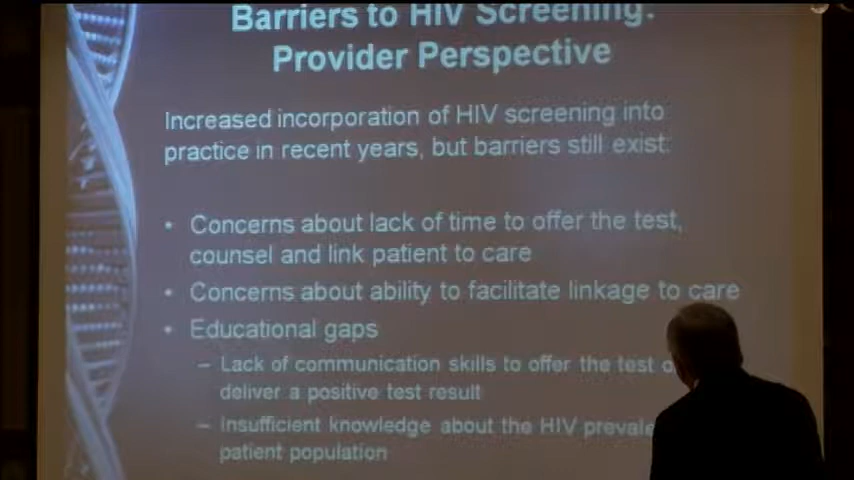 Barriers to HIV Screening:
Provider Perspective
Increased incorporation of HIV screening into
practice in recent years, but barriers still exist:
• Concerns about lack of time to offer the test,
counsel and link patient to care
• Concerns about ability to facilitate linkage to care
• Educational gaps
– Lack of communication skills to offer the test
deliver a positive test result
– Insufficient knowledge about the HIV
patient population